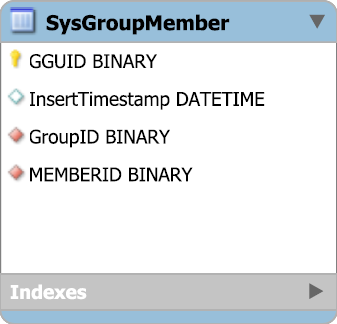 SysGroupMember
GGUID BINARY
InsertTimestamp DATETIME
GroupID BINARY
MEMBERID BINARY
Indexes